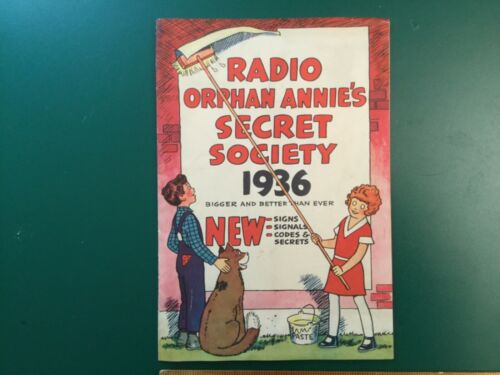 RADIO
ORPHAN ANNIE'S
SECRET
SOCIETY
1936
BIGGER AND BETTER THAN EVER
NEW - SIGNS
- SIGNALS
- CODES &
SECRETS
PASTE